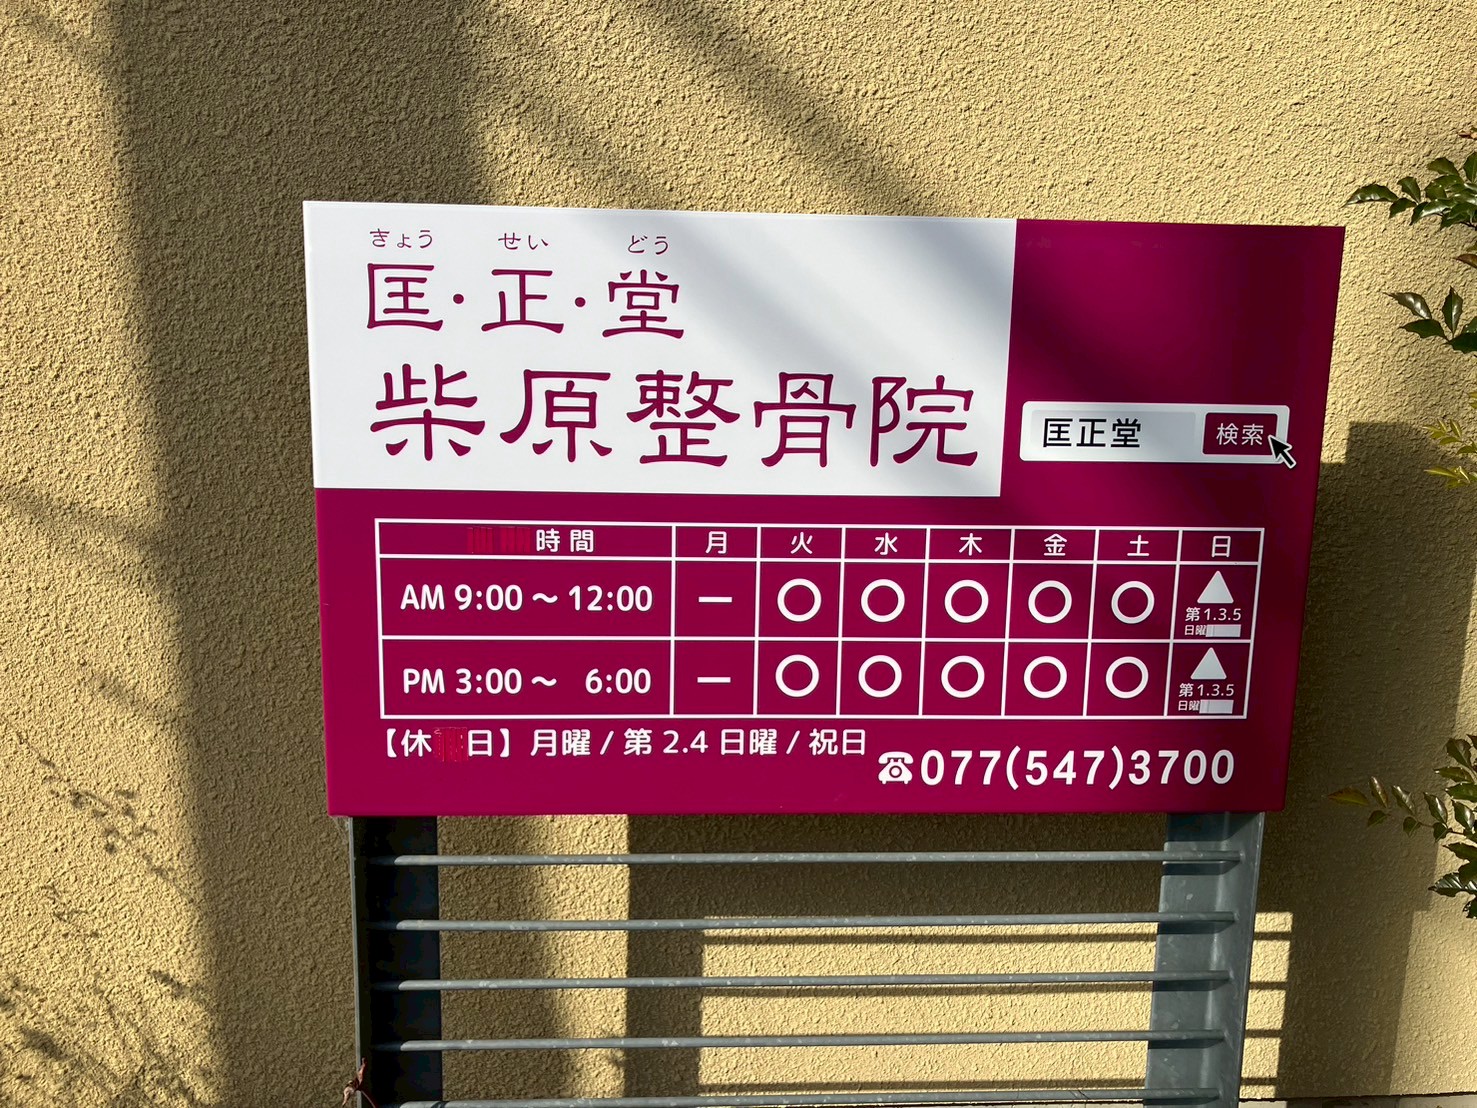 きょう せい どう
匡・正・堂
柴原整骨院
匡正堂 検索
時間 月 火 水 木 金 土 日
AM 9:00～12:00 ー ○ ○ ○ ○ ○ ▲
第1.3.5
日曜
PM 3:00～ 6:00 ー ○ ○ ○ ○ ○ ▲
第1.3.5
日曜
【休 日】月曜 / 第 2.4 日曜 / 祝日
☎077(547)3700